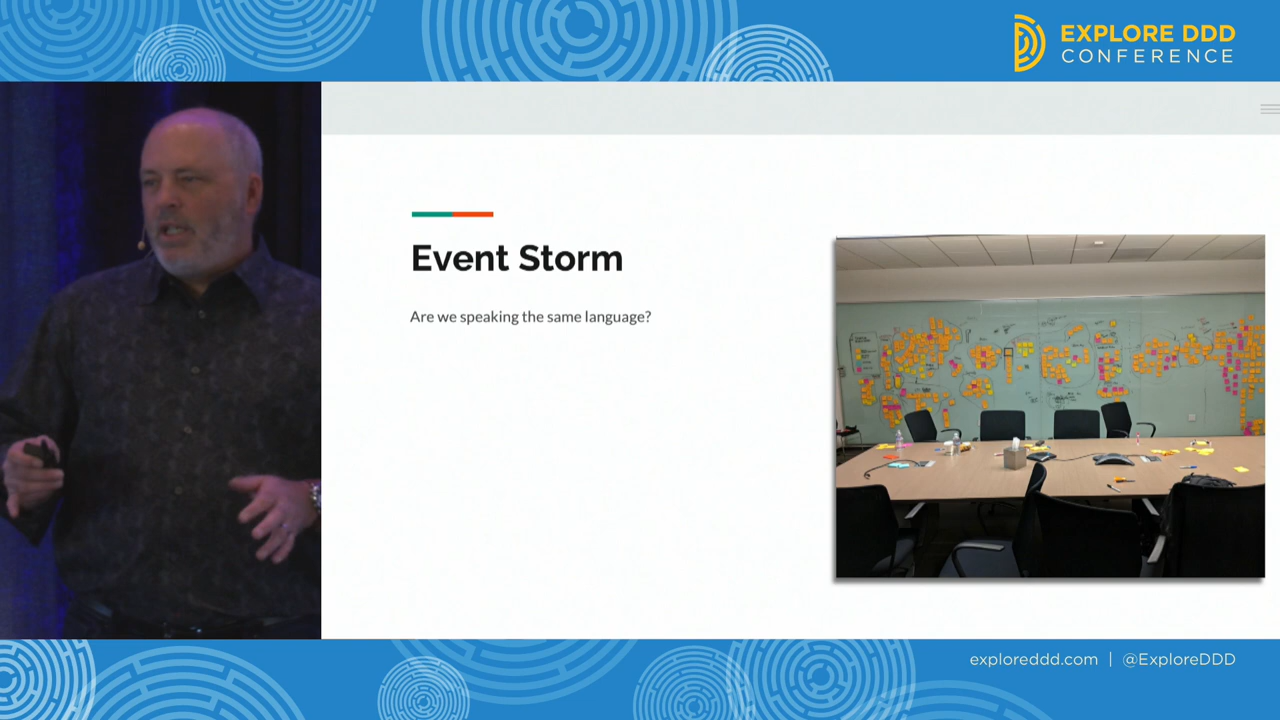 EXPLORE DDD
CONFERENCE
Event Storm
Are we speaking the same language?
exploreddd.com | @ExploreDDD